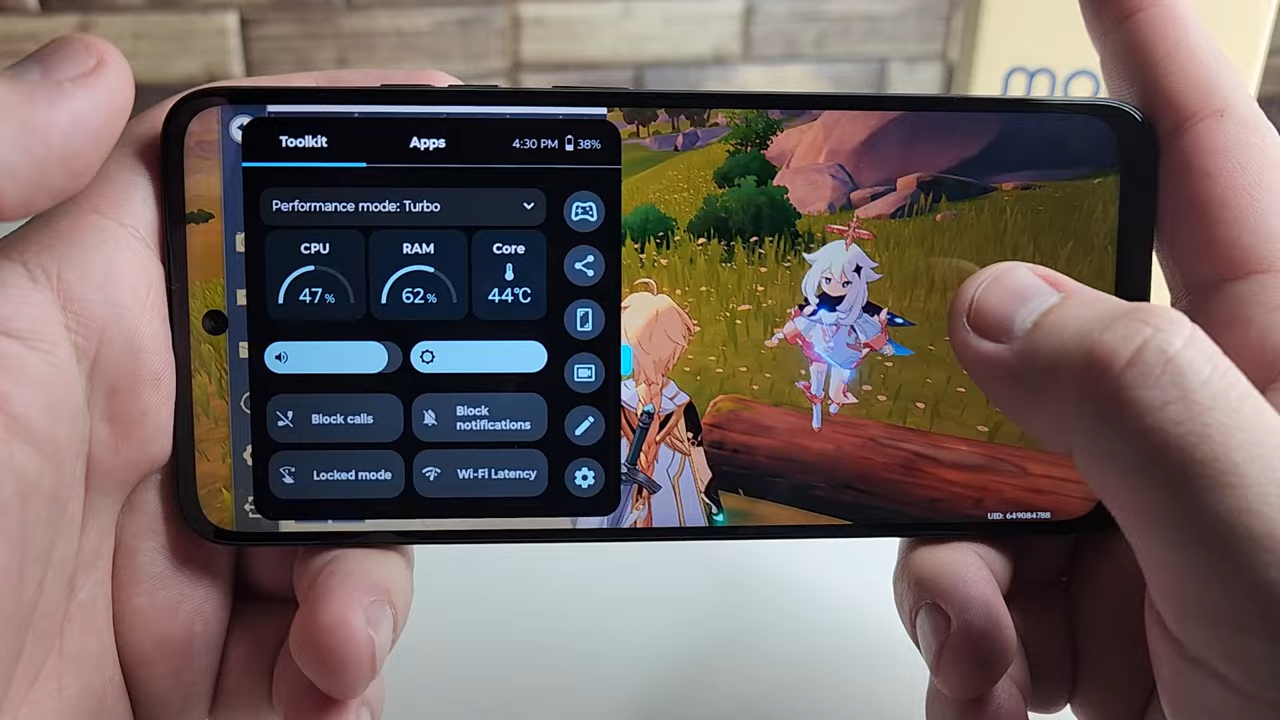 mo
Toolkit
Apps
4:30 PM 38%
Performance mode: Turbo
CPU
47%
RAM
62%
Core
44℃
Block calls
Block
notifications
Locked mode
Wi-Fi Latency
UID: 649084788